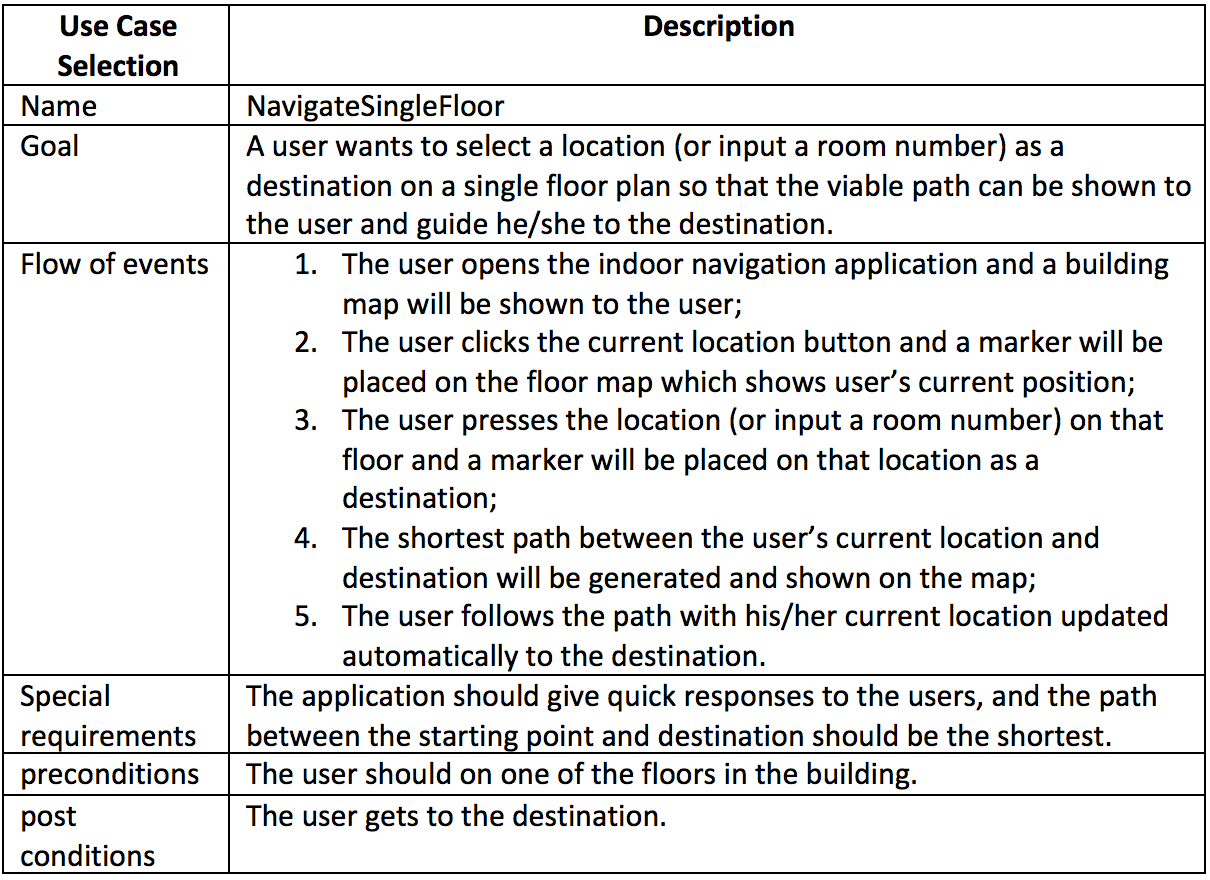 Use Case
Selection
Description
Name
NavigateSingleFloor
Goal
A user wants to select a location (or input a room number) as a
destination on a single floor plan so that the viable path can be shown to
the user and guide he/she to the destination.
Flow of events
1. The user opens the indoor navigation application and a building
map will be shown to the user;
2. The user clicks the current location button and a marker will be
placed on the floor map which shows user’s current position;
3. The user presses the location (or input a room number) on that
floor and a marker will be placed on that location as a
destination;
4. The shortest path between the user’s current location and
destination will be generated and shown on the map;
5. The user follows the path with his/her current location updated
automatically to the destination.
Special
requirements
The application should give quick responses to the users, and the path
between the starting point and destination should be the shortest.
preconditions
The user should on one of the floors in the building.
post
conditions
The user gets to the destination.